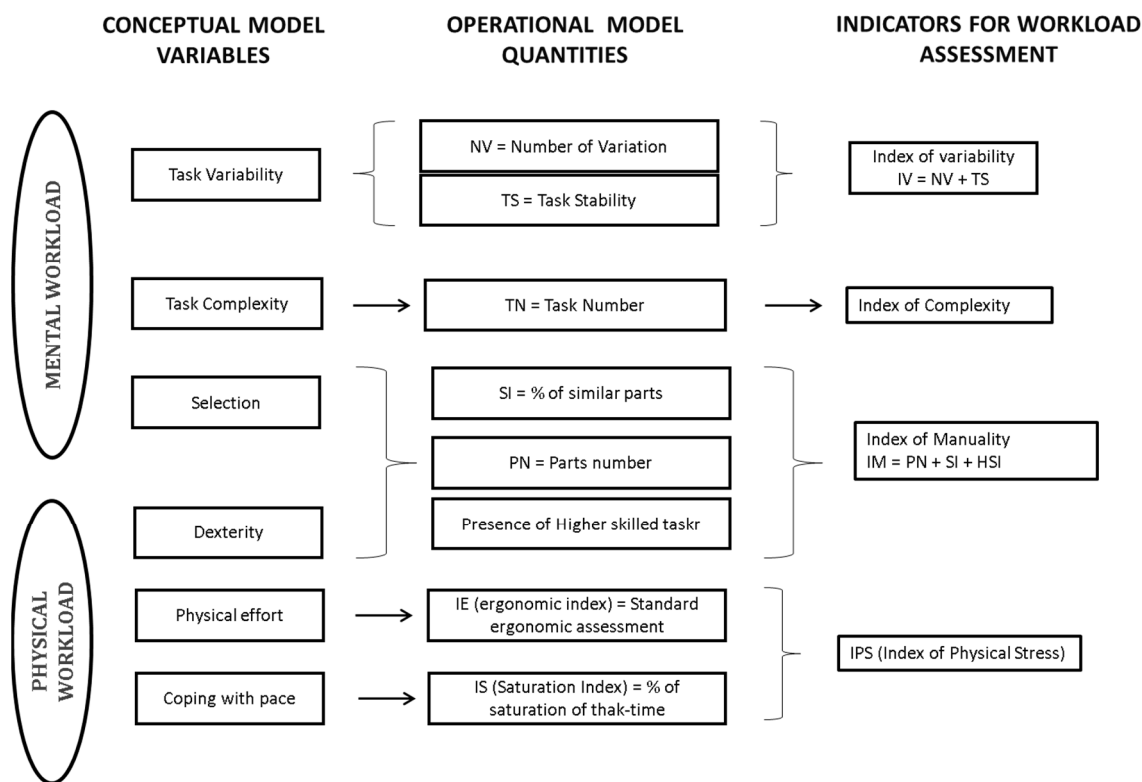 CONCEPTUAL MODEL
VARIABLES
OPERATIONAL MODEL
QUANTITIES
INDICATORS FOR WORKLOAD
ASSESSMENT
MENTAL WORKLOAD
Task Variability
NV = Number of Variation
TS = Task Stability
Index of variability
IV = NV + TS
Task Complexity
TN = Task Number
Index of Complexity
Selection
SI = % of similar parts
PN = Parts number
Index of Manuality
IM = PN + SI + HSI
Dexterity
Presence of Higher skilled taskr
PHYSICAL
WORKLOAD
Physical effort
IE (ergonomic index) = Standard
ergonomic assessment
IPS (Index of Physical Stress)
Coping with pace
IS (Saturation Index) = % of
saturation of thak-time